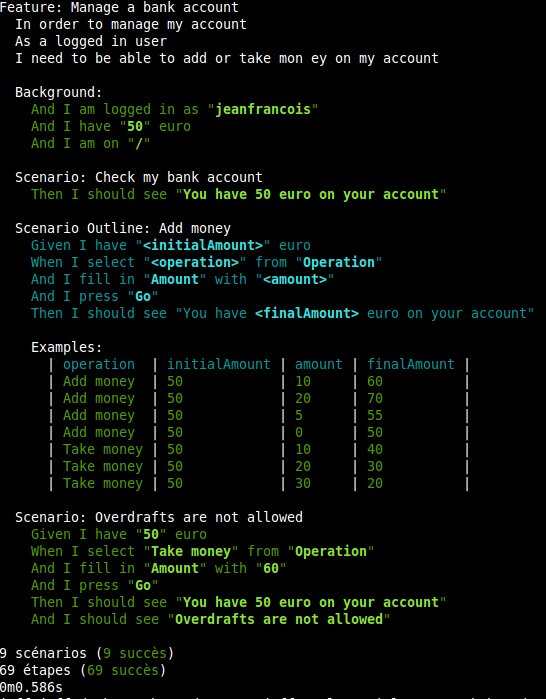 Feature: Manage a bank account
In order to manage my account
As a logged in user
I need to be able to add or take mon ey on my account
Background:
And I am logged in as "jeanfrancois"
And I have "50" euro
And I am on "/"
Scenario: Check my bank account
Then I should see "You have 50 euro on your account"
Scenario Outline: Add money
Given I have "<initialAmount>" euro
When I select "<operation>" from "Operation"
And I fill in "Amount" with "<amount>"
And I press "Go"
Then I should see "You have <finalAmount> euro on your account"
Examples:
| operation | initialAmount | amount | finalAmount |
| Add money | 50 | 10 | 60 |
| Add money | 50 | 20 | 70 |
| Add money | 50 | 5 | 55 |
| Add money | 50 | 0 | 50 |
| Take money | 50 | 10 | 40 |
| Take money | 50 | 20 | 30 |
| Take money | 50 | 30 | 20 |
Scenario: Overdrafts are not allowed
Given I have "50" euro
When I select "Take money" from "Operation"
And I fill in "Amount" with "60"
And I press "Go"
Then I should see "You have 50 euro on your account"
And I should see "Overdrafts are not allowed"
9 scénarios (9 succès)
69 étapes (69 succès)
0m0.586s